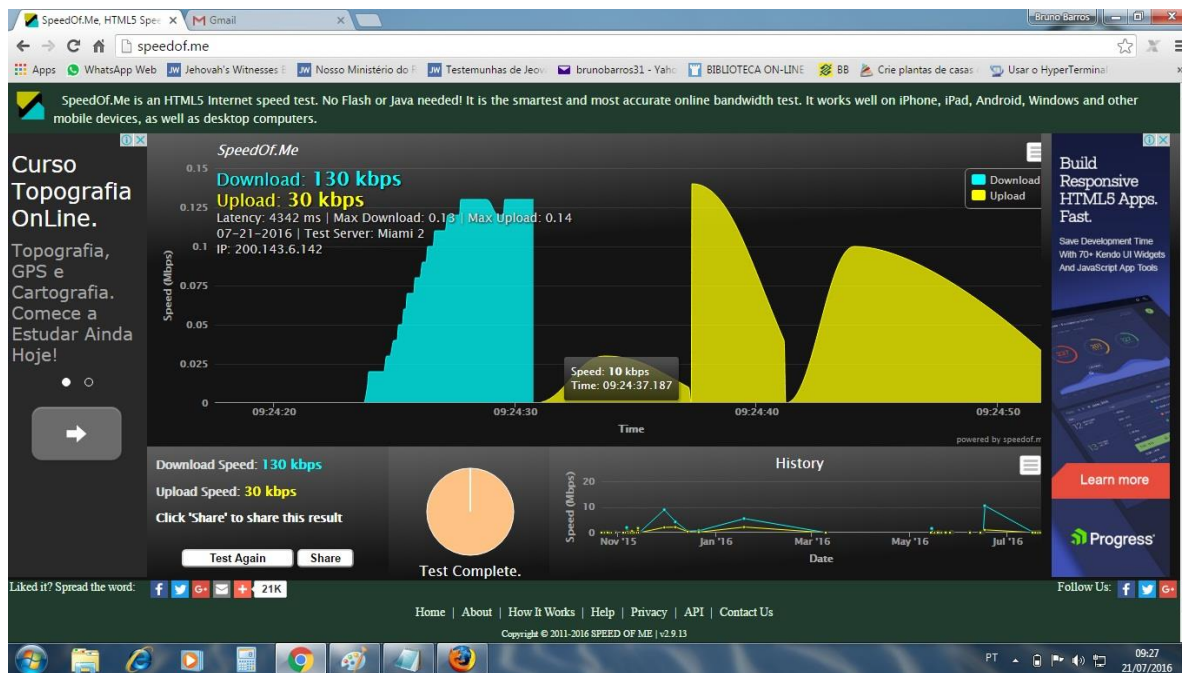 SpeedOf.Me, HTML5 Spee
Gmail
Bruno Barros
speedof.me
Apps WhatsApp Web Jehovah's Witnesses Nosso Ministério do Testemunhas de Jeov brunobarros31 - Yaho BIBLIOTECA ON-LINE BB Crie plantas de casas Usar o HyperTerminal
SpeedOf.Me is an HTML5 Internet speed test. No Flash or Java needed! It is the smartest and most accurate online bandwidth test. It works well on iPhone, iPad, Android, Windows and other
mobile devices, as well as desktop computers.
Curso
Topografia
OnLine.
Topografia,
GPS e
Cartografia.
Comece a
Estudar Ainda
Hoje!
SpeedOf.Me
Download: 130 kbps
Upload: 30 kbps
Latency: 4342 ms | Max Download: 0.13 | Max Upload: 0.14
07-21-2016 | Test Server: Miami 2
IP: 200.143.6.142
Download
Upload
Speed (Mbps)
0.15
0.125
0.1
0.075
0.05
0.025
0
Speed: 10 kbps
Time: 09:24:37.187
09:24:20 09:24:30 09:24:40 09:24:50
Time
powered by speedof.m
Build
Responsive
HTML5 Apps.
Fast.
Save Development Time
With 70+ Kendo UI Widgets
And JavaScript App Tools
Learn more
Progress
Download Speed: 130 kbps
Upload Speed: 30 kbps
Click 'Share' to share this result
Test Again Share
Test Complete.
History
Speed (Mbps)
20
10
0
Nov '15 Jan '16 Mar '16 May '16 Jul '16
Date
Liked it? Spread the word: 21K
Follow Us:
Home | About | How It Works | Help | Privacy | API | Contact Us
Copyright © 2011-2016 SPEED OF ME | v2.9.13
PT
09:27
21/07/2016